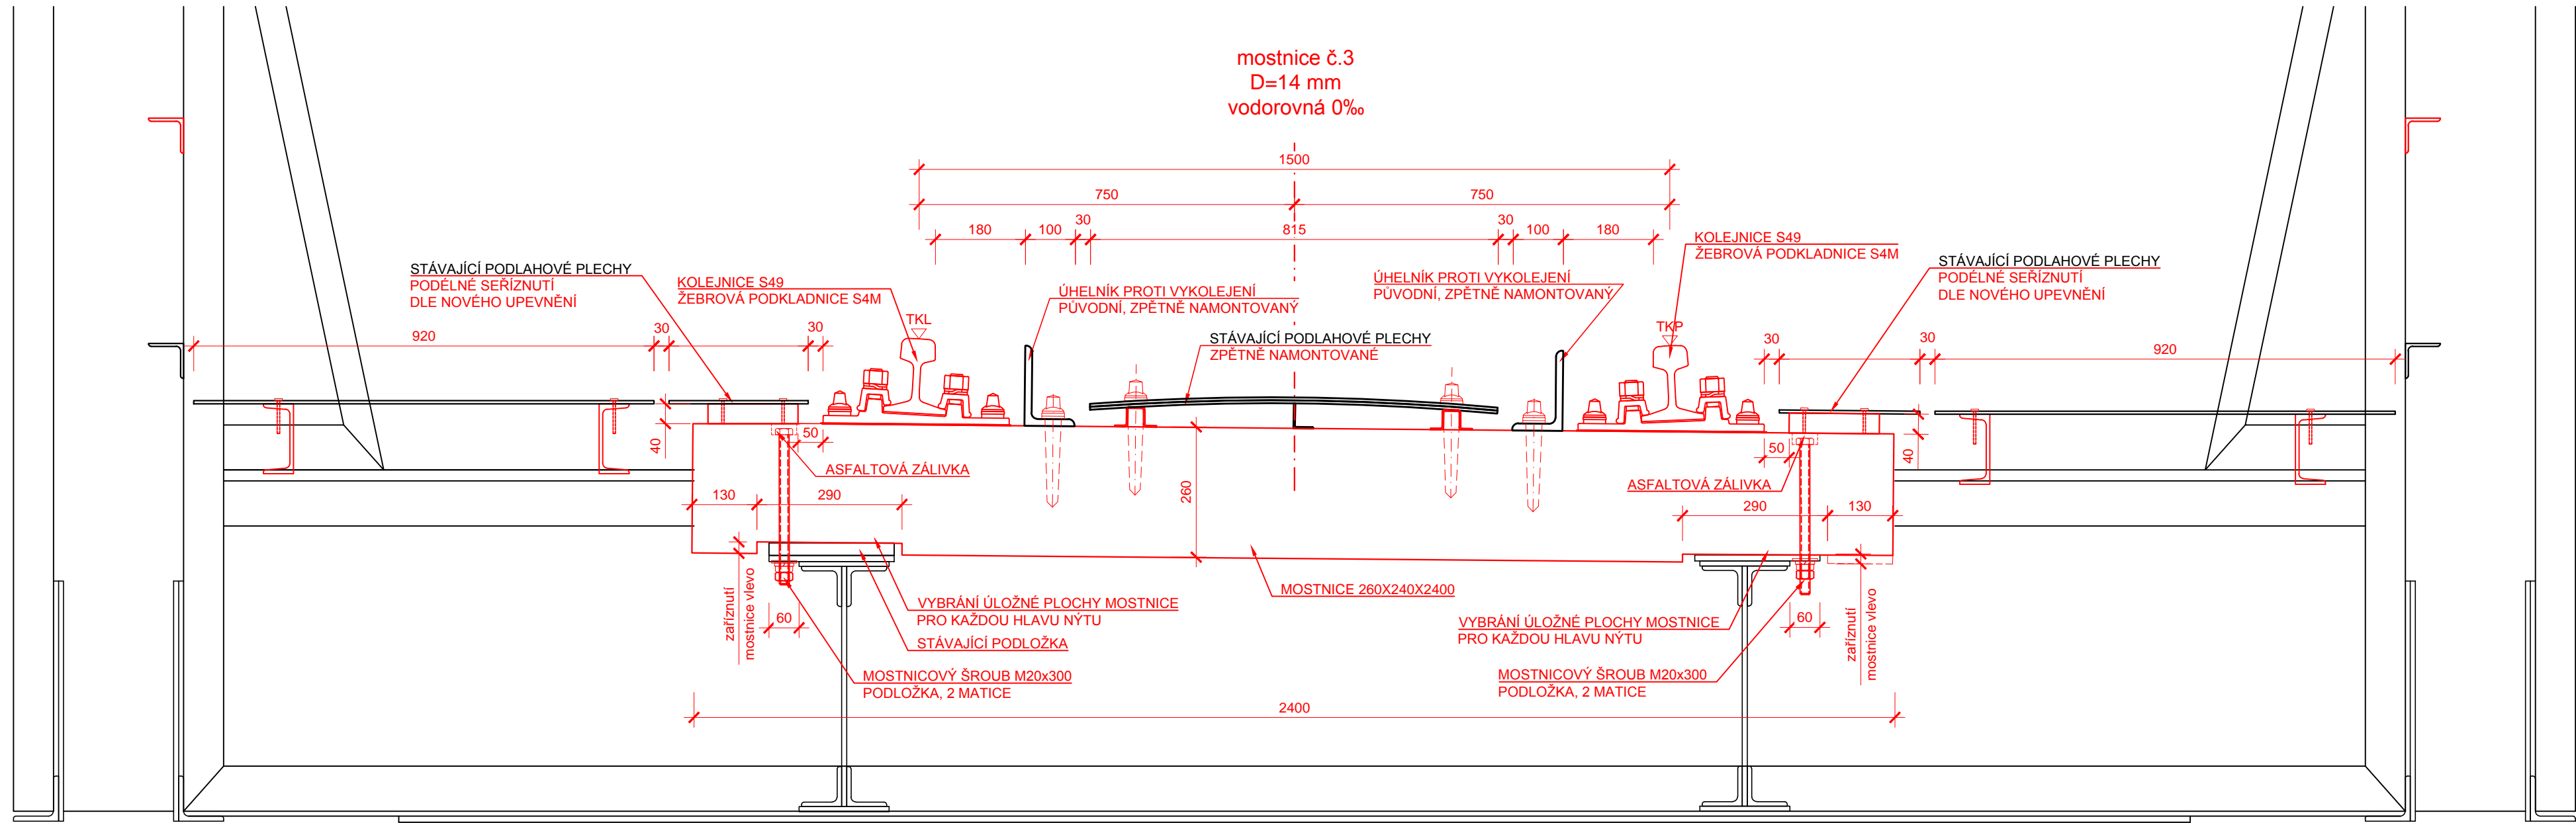 mostnice č.3
D=14 mm
vodorovná 0‰
1500
750
750
180
100
30
815
30
100
180
STÁVAJÍCÍ PODLAHOVÉ PLECHY
PODÉLNÉ SEŘÍZNUTÍ
DLE NOVÉHO UPEVNĚNÍ
KOLEJNICE S49
ŽEBROVÁ PODKLADNICE S4M
ÚHELNÍK PROTI VYKOLEJENÍ
PŮVODNÍ, ZPĚTNĚ NAMONTOVANÝ
STÁVAJÍCÍ PODLAHOVÉ PLECHY
ZPĚTNĚ NAMONTOVANÉ
ÚHELNÍK PROTI VYKOLEJENÍ
PŮVODNÍ, ZPĚTNĚ NAMONTOVANÝ
KOLEJNICE S49
ŽEBROVÁ PODKLADNICE S4M
STÁVAJÍCÍ PODLAHOVÉ PLECHY
PODÉLNÉ SEŘÍZNUTÍ
DLE NOVÉHO UPEVNĚNÍ
920
30
30
TKL
TKP
30
30
920
40
50
ASFALTOVÁ ZÁLIVKA
130
290
260
50
40
ASFALTOVÁ ZÁLIVKA
290
130
MOSTNICE 260X240X2400
zaříznutí
mostnice vlevo
60
VYBRÁNÍ ÚLOŽNÉ PLOCHY MOSTNICE
PRO KAŽDOU HLAVU NÝTU
STÁVAJÍCÍ PODLOŽKA
MOSTNICOVÝ ŠROUB M20x300
PODLOŽKA, 2 MATICE
VYBRÁNÍ ÚLOŽNÉ PLOCHY MOSTNICE
PRO KAŽDOU HLAVU NÝTU
MOSTNICOVÝ ŠROUB M20x300
PODLOŽKA, 2 MATICE
60
zaříznutí
mostnice vlevo
2400